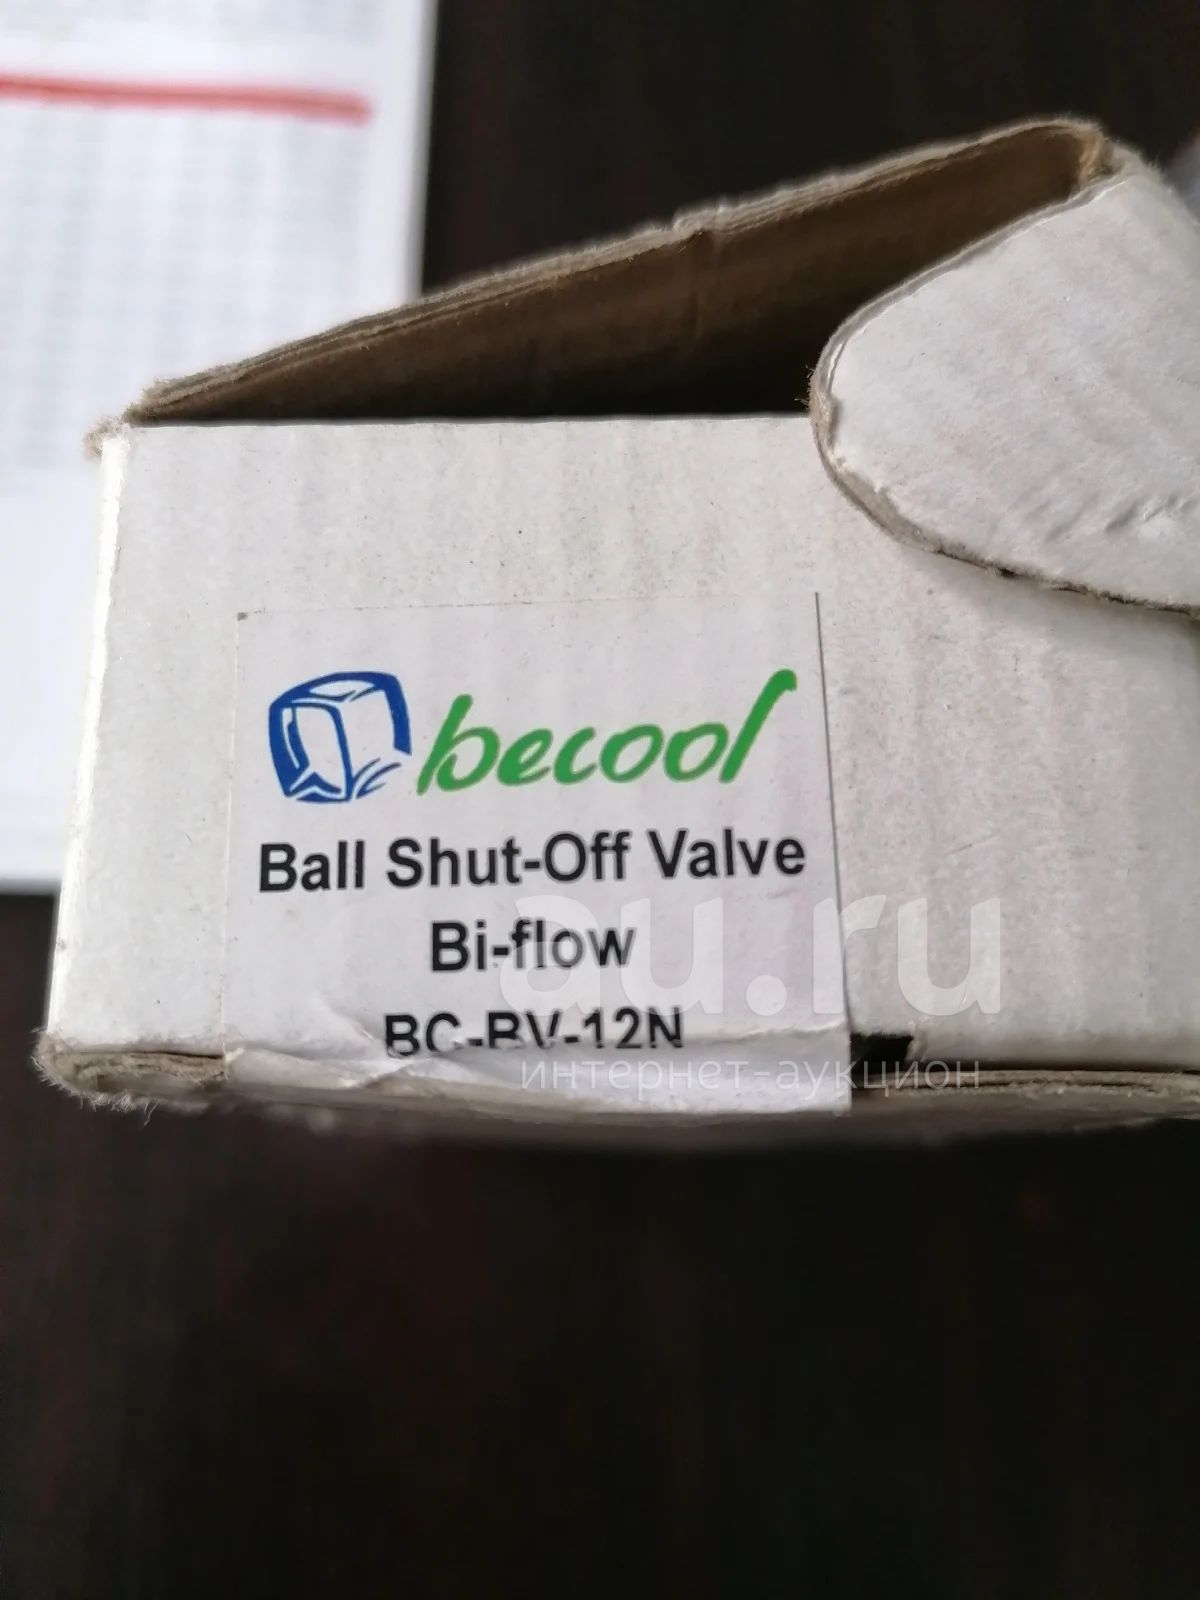 becool
Ball Shut-Off Valve
Bi-flow
BC-BV-12N
au.ru
интернет-аукцион